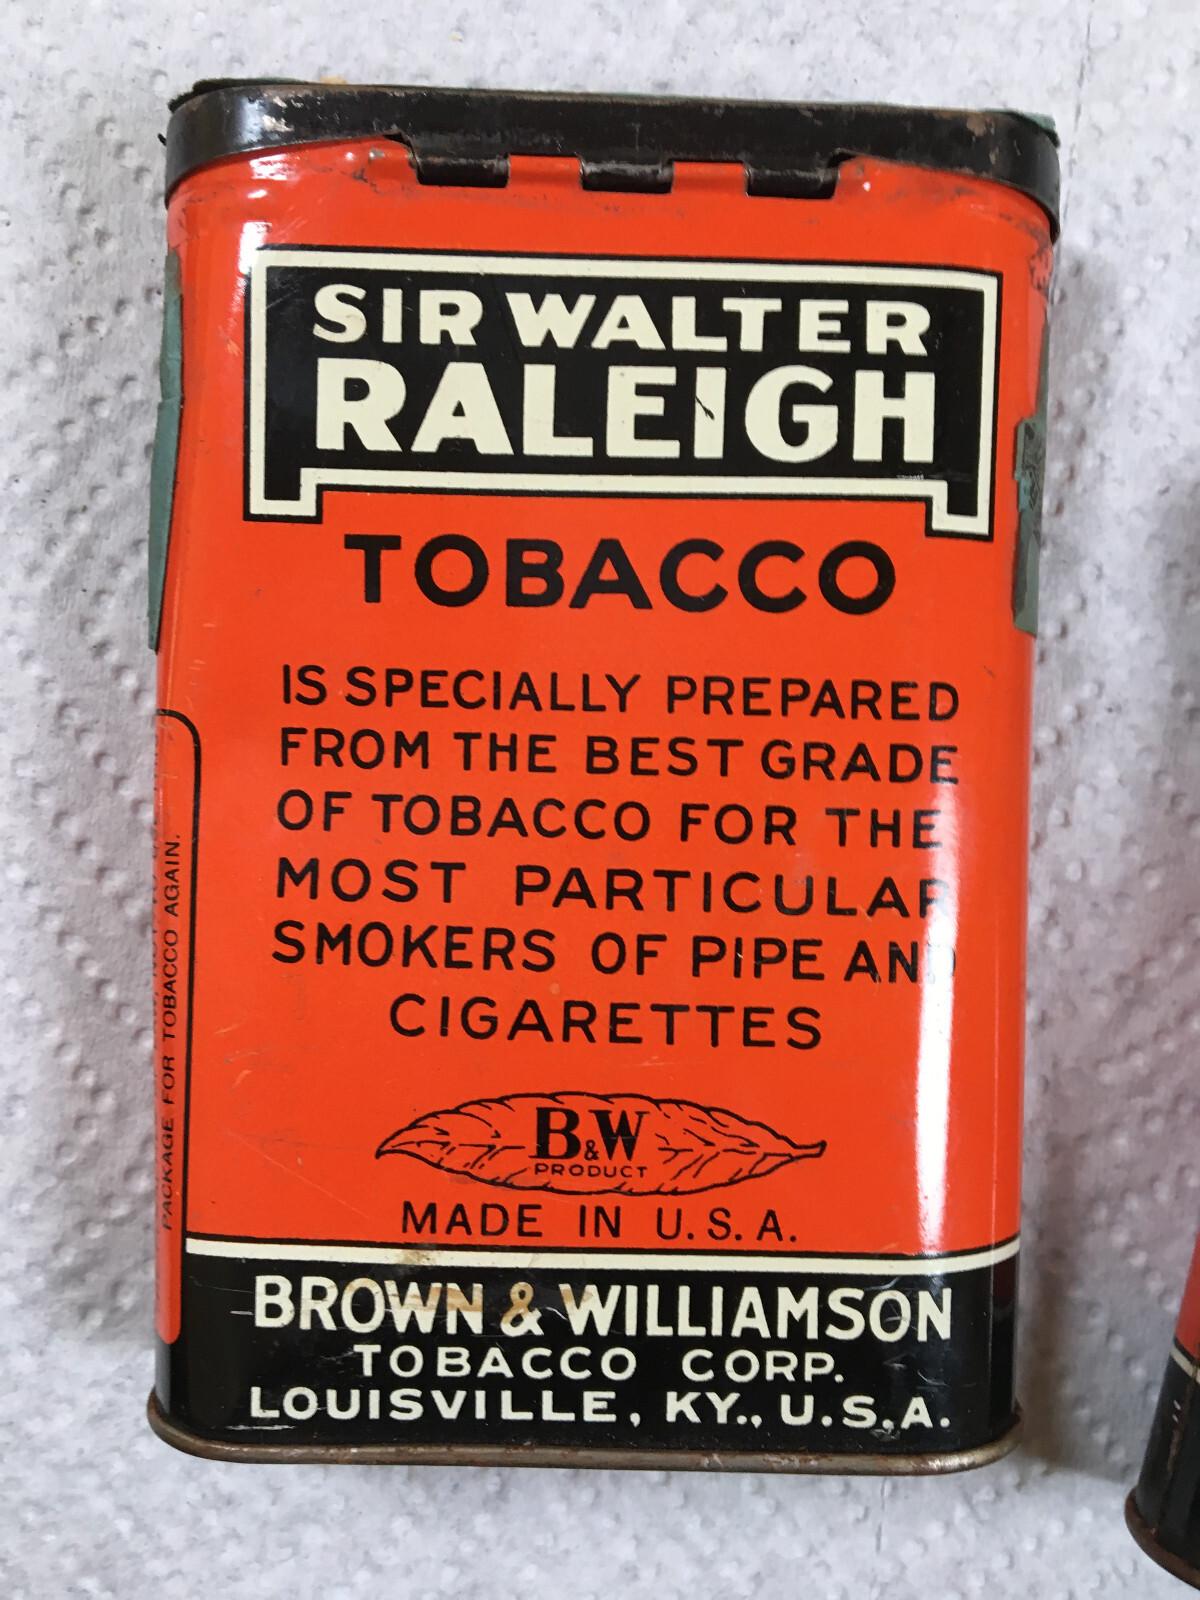 SIR WALTER
RALEIGH
TOBACCO
IS SPECIALLY PREPARED
FROM THE BEST GRADE
OF TOBACCO FOR THE
MOST PARTICULAR
SMOKERS OF PIPE AND
CIGARETTES
B&W
PRODUCT
MADE IN U.S.A.
BROWN & WILLIAMSON
TOBACCO CORP.
LOUISVILLE, KY., U.S.A.
PACKAGE FOR TOBACCO AGAIN.